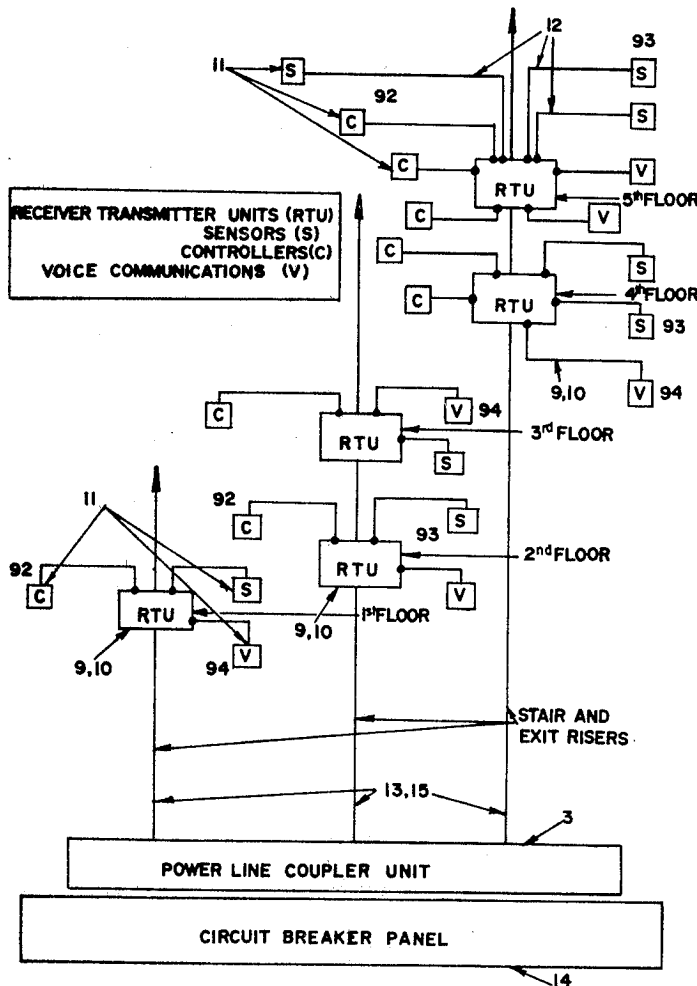 11
12
93
S
S
92
C
S
C
V
RTU
5th FLOOR
C
V
RECEIVER TRANSMITTER UNITS (RTU)
SENSORS (S)
CONTROLLERS (C)
VOICE COMMUNICATIONS (V)
C
S
C
RTU
4th FLOOR
S
93
9,10
V
94
C
V
94
RTU
3rd FLOOR
S
11
92
C
S
93
92
C
S
RTU
2nd FLOOR
V
RTU
1st FLOOR
9,10
9,10
94
V
STAIR AND
EXIT RISERS
13,15
3
POWER LINE COUPLER UNIT
CIRCUIT BREAKER PANEL
14